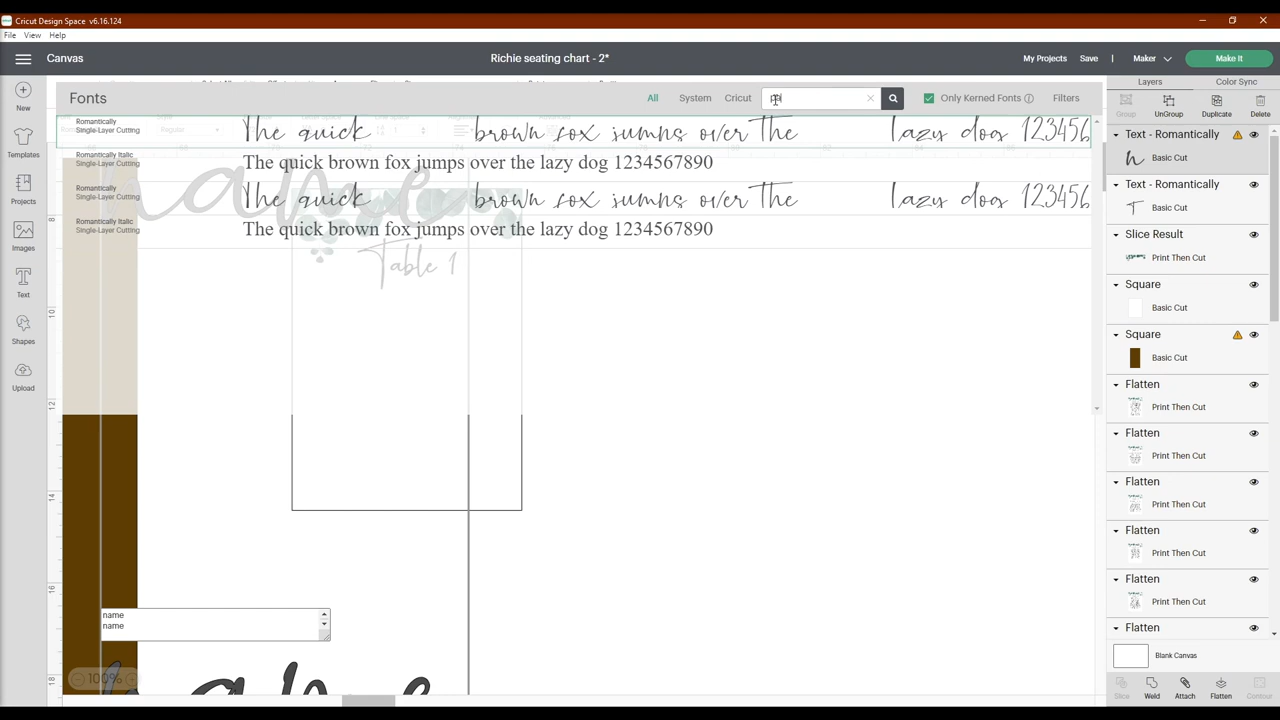 Cricut Design Space v6.16.124
File View Help
Canvas
Richie seating chart - 2*
My Projects Save | Maker Make It
New
Templates
Projects
Images
Text
Shapes
Upload
Fonts
All System Cricut
Only Kerned Fonts Filters
Romantically
Single-Layer Cutting
The quick brown fox jumps over the lazy dog 123456
Romantically Italic
Single-Layer Cutting
The quick brown fox jumps over the lazy dog 1234567890
Romantically
Single-Layer Cutting
The quick brown fox jumps over the lazy dog 123456
Romantically Italic
Single-Layer Cutting
The quick brown fox jumps over the lazy dog 1234567890
name
Table 1
8
10
12
16
18
name
name
name
100%
Layers Color Sync
Group UnGroup Duplicate Delete
Text - Romantically
Basic Cut
Text - Romantically
Basic Cut
Slice Result
Print Then Cut
Square
Basic Cut
Square
Basic Cut
Flatten
Print Then Cut
Flatten
Print Then Cut
Flatten
Print Then Cut
Flatten
Print Then Cut
Flatten
Print Then Cut
Flatten
Blank Canvas
Slice Weld Attach Flatten Contour